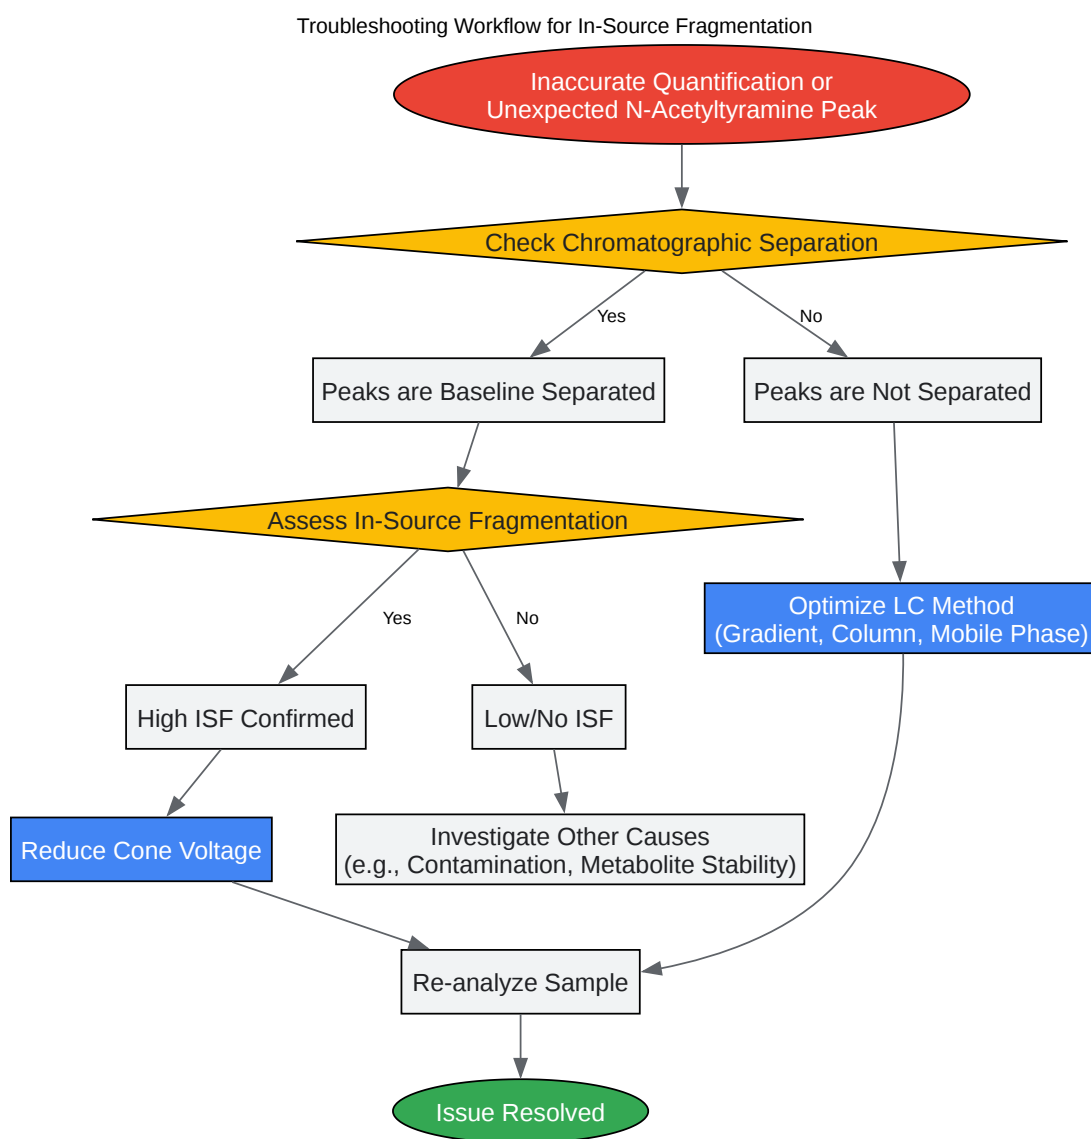 Troubleshooting Workflow for In-Source Fragmentation
Inaccurate Quantification or
Unexpected N-Acetyltyramine Peak
Check Chromatographic Separation
Yes
No
Peaks are Baseline Separated
Peaks are Not Separated
Assess In-Source Fragmentation
Optimize LC Method
(Gradient, Column, Mobile Phase)
Yes
No
High ISF Confirmed
Low/No ISF
Reduce Cone Voltage
Investigate Other Causes
(e.g., Contamination, Metabolite Stability)
Re-analyze Sample
Issue Resolved